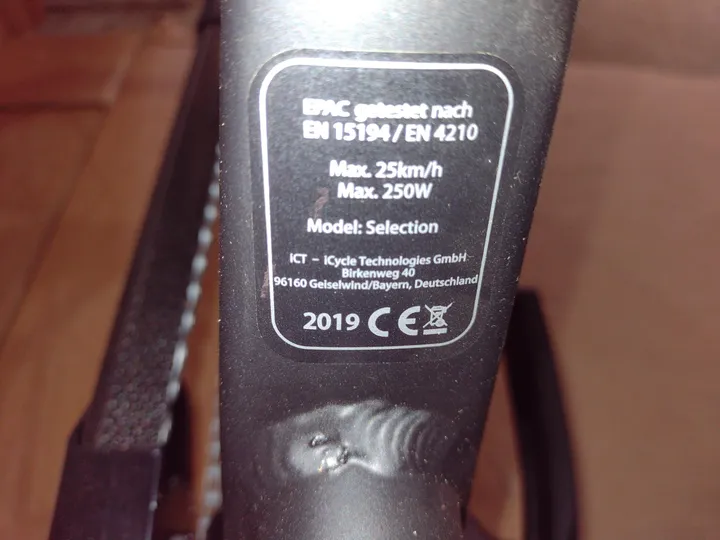 EPAC getestet nach
EN 15194 / EN 4210
Max. 25km/h
Max. 250W
Model: Selection
ICT – iCycle Technologies GmbH
Birkenweg 40
96160 Geiselwind/Bayern, Deutschland
2019 CE